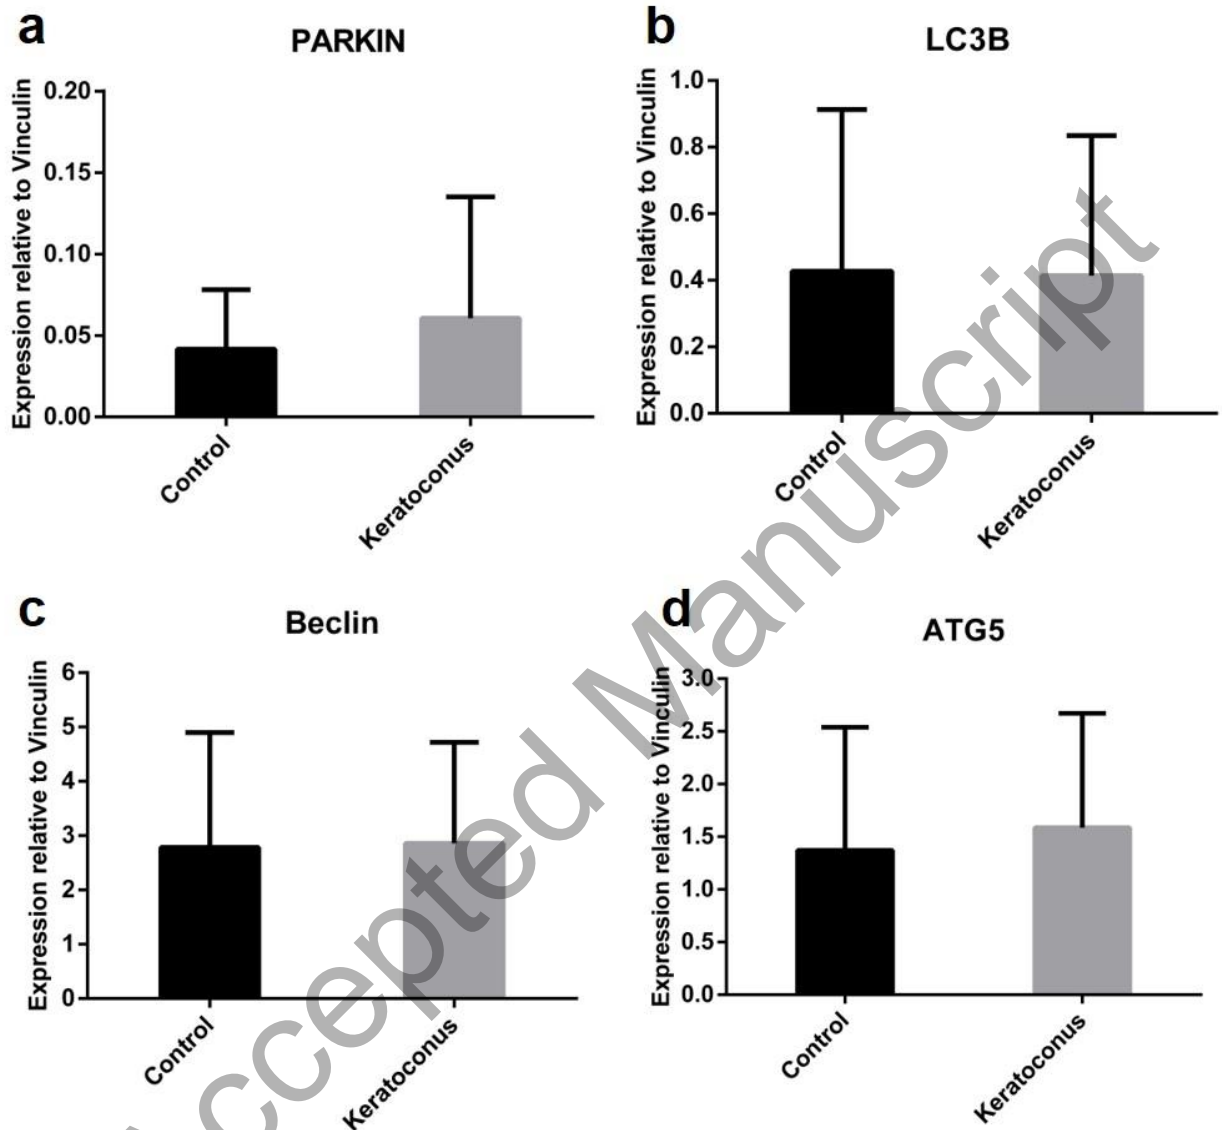 a
PARKIN
Expression relative to Vinculin
0.20
0.15
0.10
0.05
0.00
Control
Keratoconus
b
LC3B
Expression relative to Vinculin
1.0
0.8
0.6
0.4
0.2
0.0
Control
Keratoconus
c
Beclin
Expression relative to Vinculin
6
5
4
3
2
1
0
Control
Keratoconus
d
ATG5
Expression relative to Vinculin
3.0
2.5
2.0
1.5
1.0
0.5
0.0
Control
Keratoconus
Accepted Manuscript